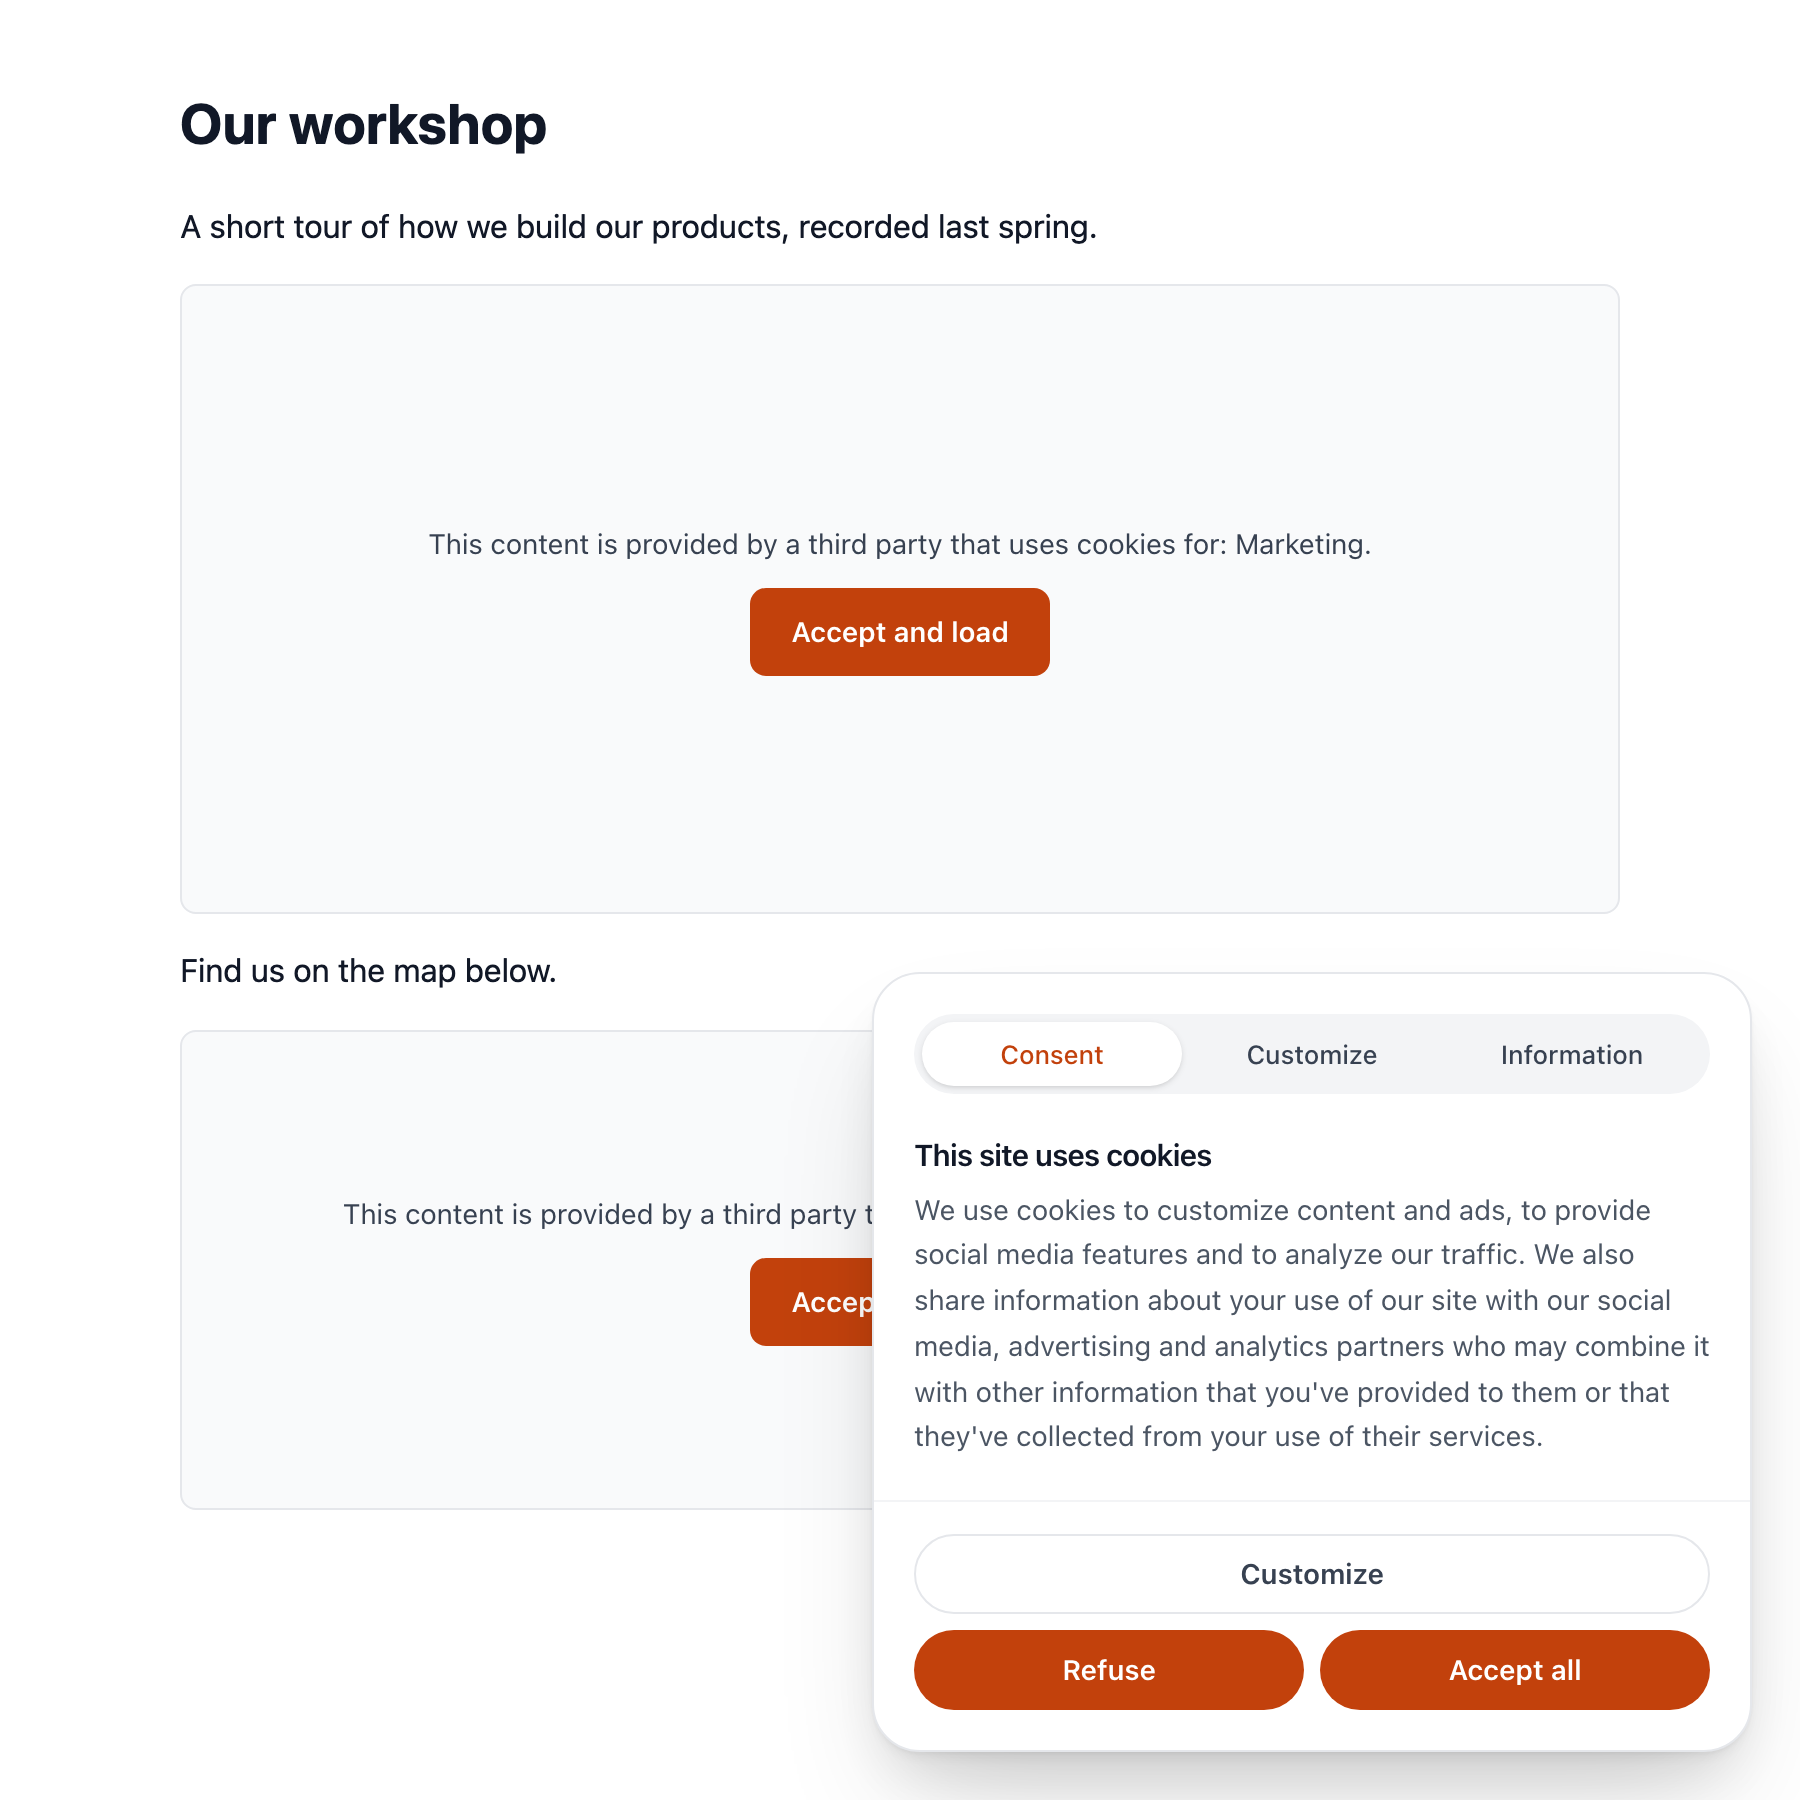 Our workshop
A short tour of how we build our products, recorded last spring.
This content is provided by a third party that uses cookies for: Marketing.
Accept and load
Find us on the map below.
This content is provided by a third party
Consent
Customize
Information
This site uses cookies
We use cookies to customize content and ads, to provide
social media features and to analyze our traffic. We also
share information about your use of our site with our social
media, advertising and analytics partners who may combine it
with other information that you've provided to them or that
they've collected from your use of their services.
Customize
Refuse
Accept all